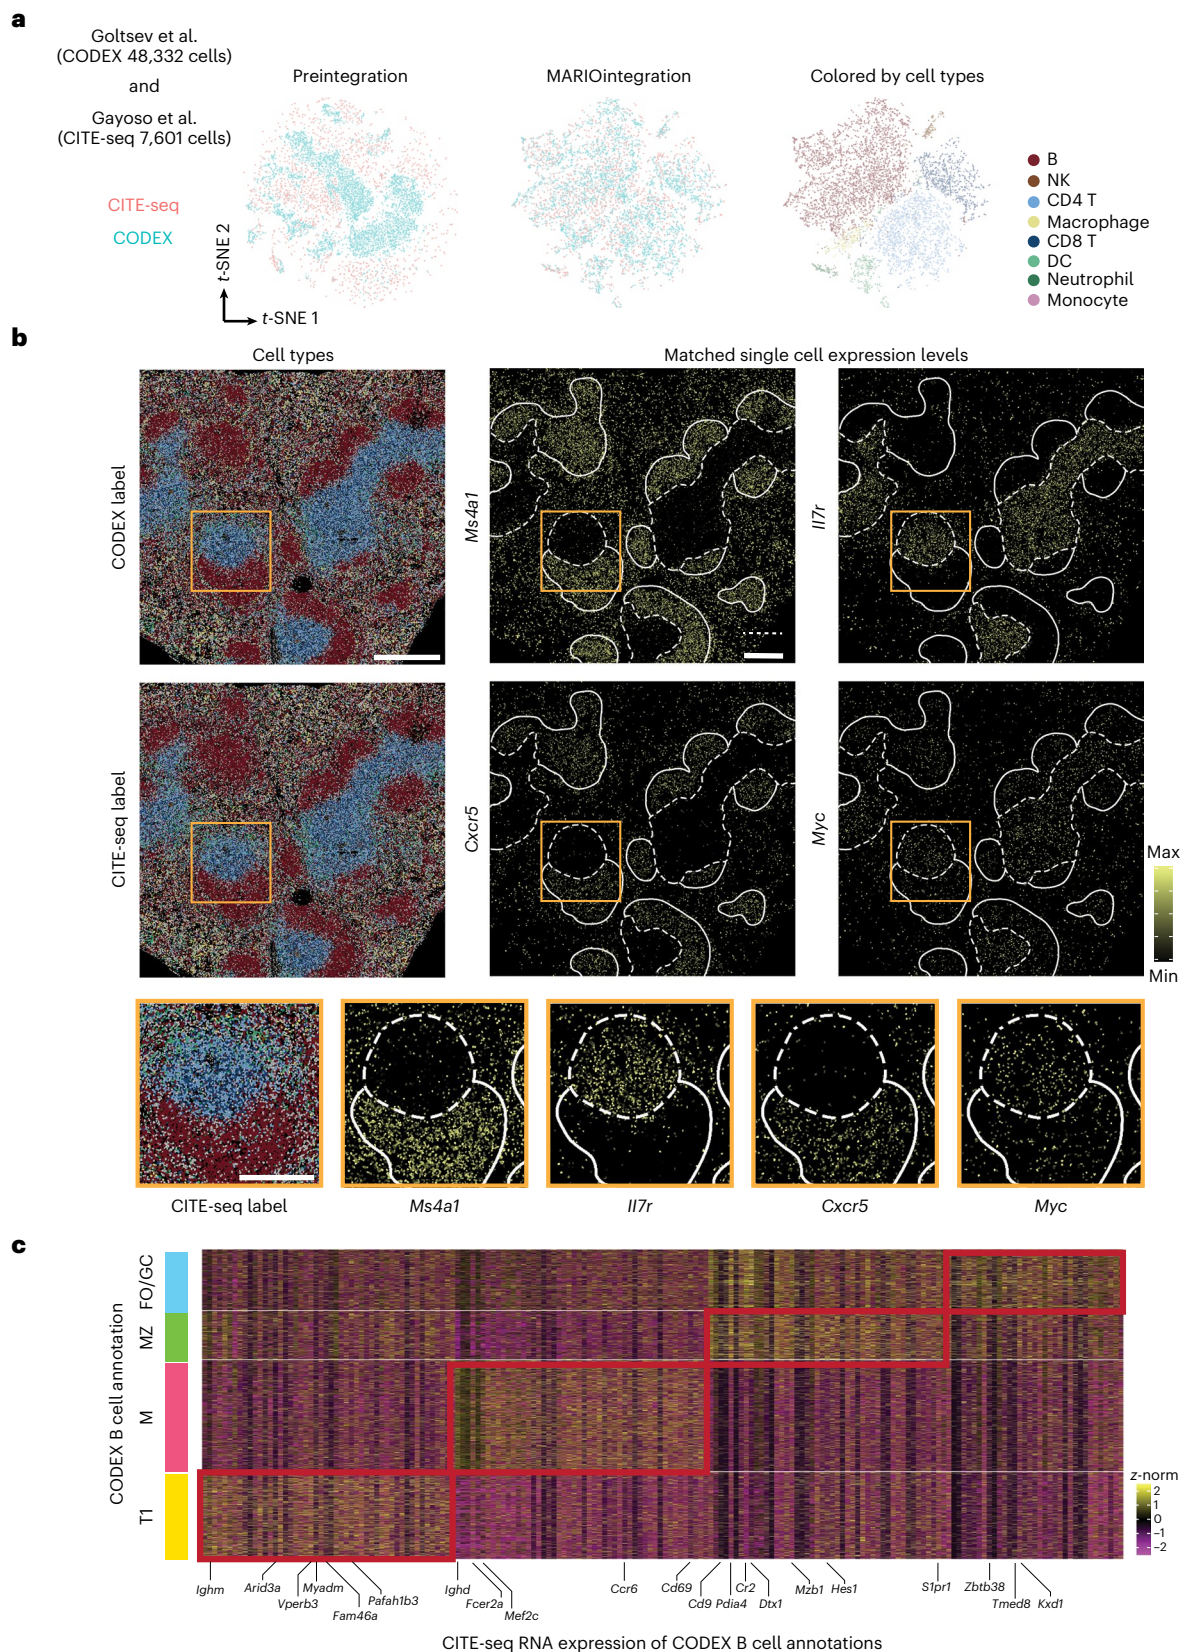 a
Goltsev et al.
(CODEX 48,332 cells)
and
Gayoso et al.
(CITE-seq 7,601 cells)
CITE-seq
CODEX
Preintegration
MARIOintegration
Colored by cell types
t-SNE 2
t-SNE 1
B
NK
CD4 T
Macrophage
CD8 T
DC
Neutrophil
Monocyte
b
Cell types
Matched single cell expression levels
CODEX label
Ms4a1
Il7r
CITE-seq label
Cxcr5
Myc
Max
Min
CITE-seq label
Ms4a1
Il7r
Cxcr5
Myc
c
CODEX B cell annotation
FO/GC
MZ
M
T1
z-norm
2
1
0
−1
−2
Ighm
Arid3a
Vperb3
Myadm
Fam46a
Pafah1b3
Ighd
Fcer2a
Mef2c
Ccr6
Cd69
Cd9
Pdia4
Cr2
Dtx1
Mzb1
Hes1
S1pr1
Zbtb38
Tmed8
Kxd1
CITE-seq RNA expression of CODEX B cell annotations